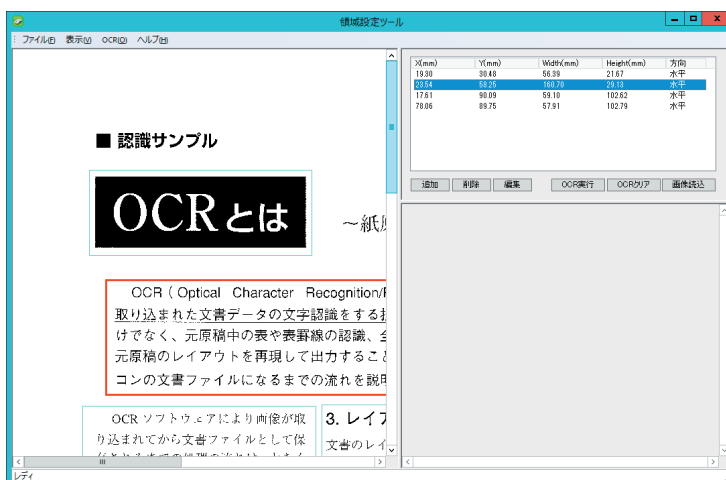 領域設定ツール
ファイル(F) 表示(V) OCR(O) ヘルプ(H)
■ 認識サンプル
OCRとは
～紙原
OCR ( Optical Character Recognition/
取り込まれた文書データの文字認識をする
けでなく、元原稿中の表や表罫線の認識、
元原稿のレイアウトを再現して出力するこ
コンの文書ファイルになるまでの流れを説明
OCR ソフトウェアにより画像が取
り込まれてから文書ファイルとして保
3. レイア
文書のレイ
X(mm) Y(mm) Width(mm) Height(mm) 方向
19.30 30.48 56.39 21.67 水平
23.54 58.25 160.70 29.13 水平
17.61 90.09 59.10 102.62 水平
78.06 89.75 57.91 102.79 水平
追加 削除 編集 OCR実行 OCRクリア 画像読込
レディ